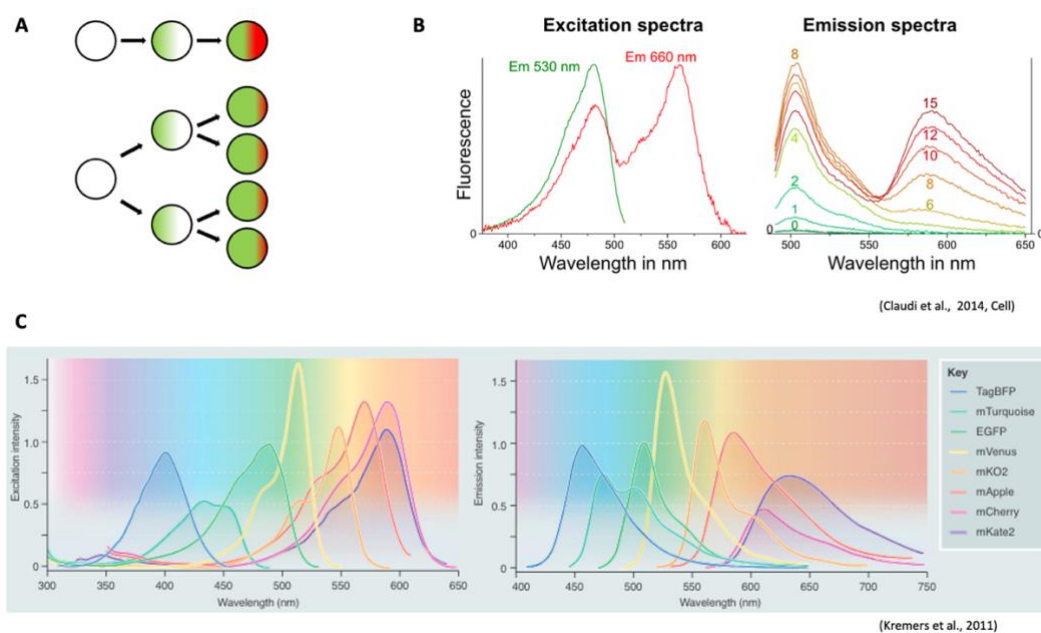 A
B
Excitation spectra
Emission spectra
Em 530 nm
Em 660 nm
Fluorescence
0
400
450
500
550
600
Wavelength in nm
8
4
2
1
0
0
15
12
10
8
6
0
500
550
600
650
Wavelength in nm
(Claudi et al., 2014, Cell)
C
Excitation intensity
1.5
1.0
0.5
0
300
350
400
450
500
550
600
650
Wavelength (nm)
Emission intensity
1.5
1.0
0.5
0
400
450
500
550
600
650
700
750
Wavelength (nm)
Key
TagBFP
mTurquoise
EGFP
mVenus
mKO2
mApple
mCherry
mKate2
(Kremers et al., 2011)